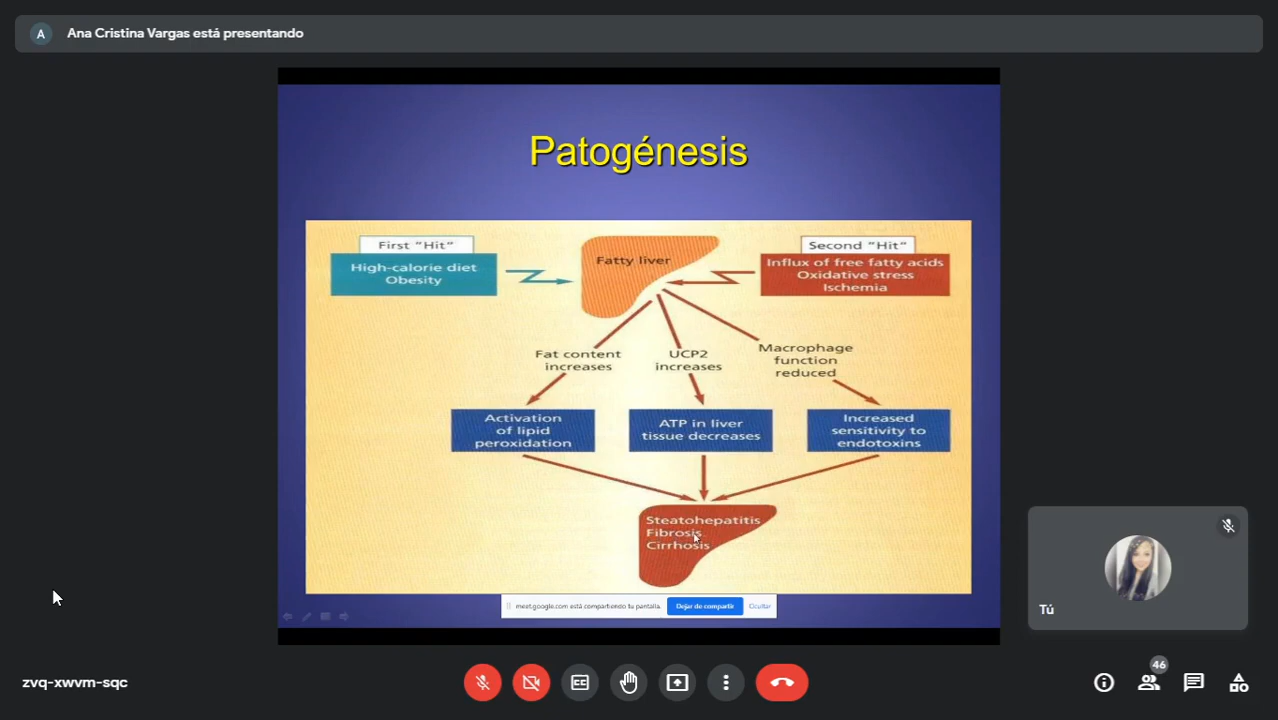 A
Ana Cristina Vargas está presentando
Patogénesis
First "Hit"
High-calorie diet
Obesity
Fatty liver
Second "Hit"
Influx of free fatty acids
Oxidative stress
Ischemia
Fat content
increases
UCP2
increases
Macrophage
function
reduced
Activation
of lipid
peroxidation
ATP in liver
tissue decreases
Increased
sensitivity to
endotoxins
Steatohepatitis
Fibrosis
Cirrhosis
meet.google.com está compartiendo tu pantalla.
Dejar de compartir
Ocultar
Tú
zvq-xwvm-sqc
CC
46